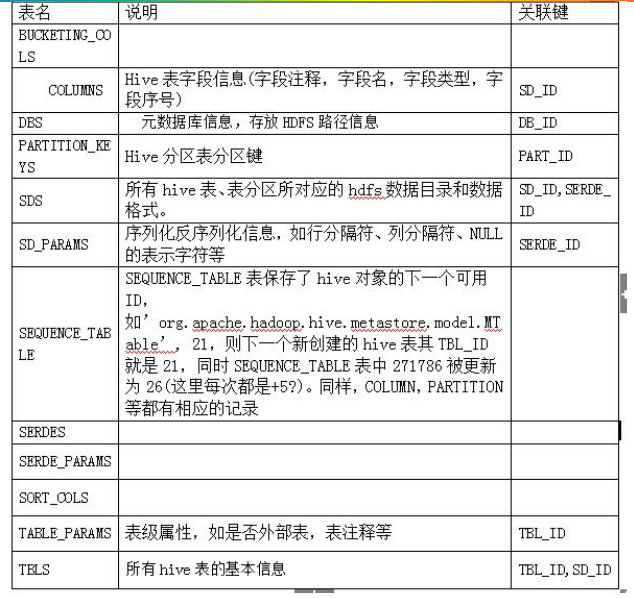 表名 说明 关联键
BUCKETING_CO
LS
COLUMNS Hive 表字段信息(字段注释，字段名，字段类型，字
段序号) SD_ID
DBS 元数据库信息，存放 HDFS 路径信息 DB_ID
PARTITION_KE
YS Hive 分区表分区键 PART_ID
SDS 所有 hive 表、表分区所对应的 hdfs 数据目录和数据
格式。 SD_ID,SERDE_
ID
SD_PARAMS 序列化反序列化信息，如行分隔符、列分隔符、NULL
的表示字符等 SERDE_ID
SEQUENCE_TAB
LE SEQUENCE_TABLE 表保存了 hive 对象的下一个可用
ID，
如’org.apache.hadoop.hive.metastore.model.MT
able’, 21，则下一个新创建的 hive 表其 TBL_ID
就是 21，同时 SEQUENCE_TABLE 表中 271786 被更新
为 26(这里每次都是+5?)。同样，COLUMN，PARTITION
等都有相应的记录
SERDES
SERDE_PARAMS
SORT_COLS
TABLE_PARAMS 表级属性，如是否外部表，表注释等 TBL_ID
TBLS 所有 hive 表的基本信息 TBL_ID,SD_ID